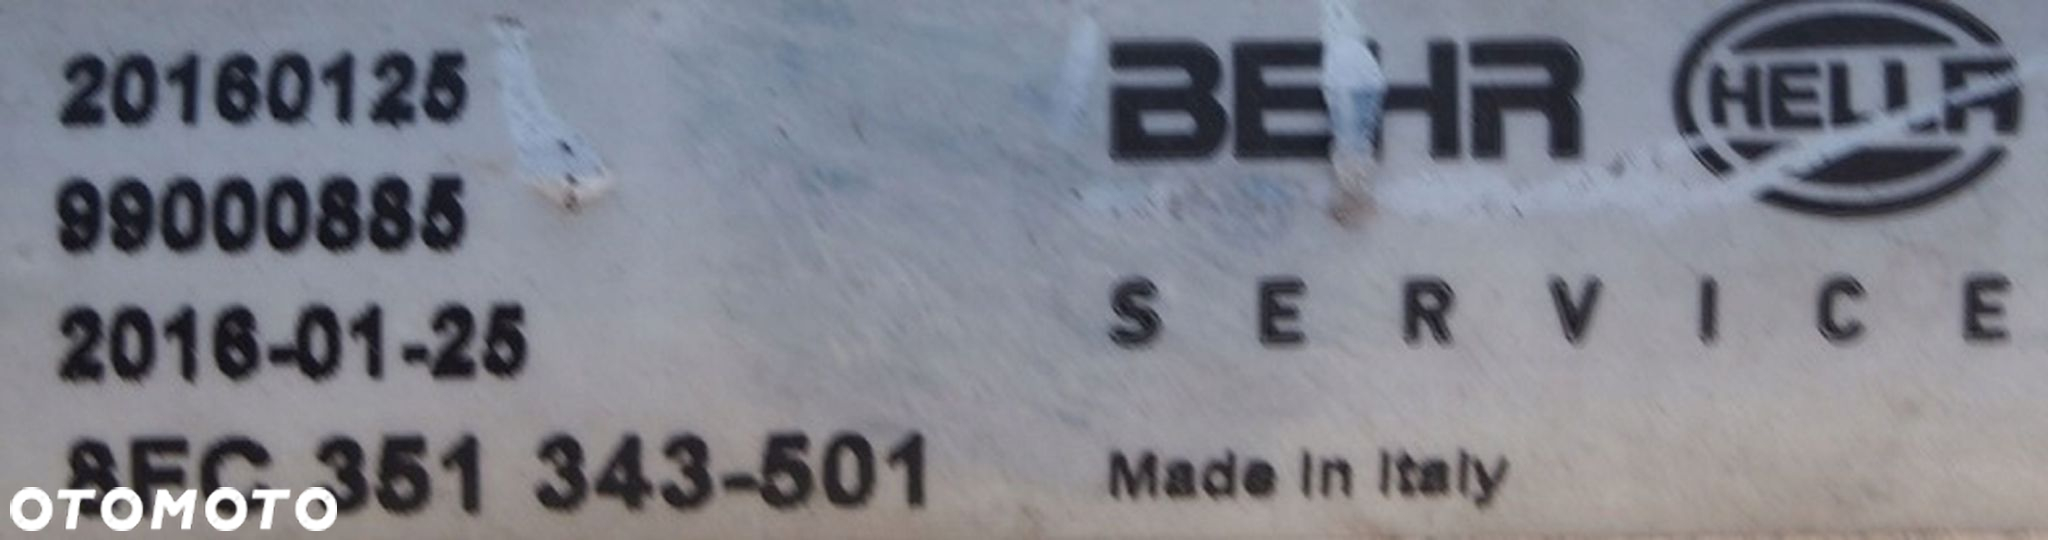 20160125
99000885
2016-01-25
8FC 351 343-501
BEHR HELLA
SERVICE
Made in Italy
OTOMOTO